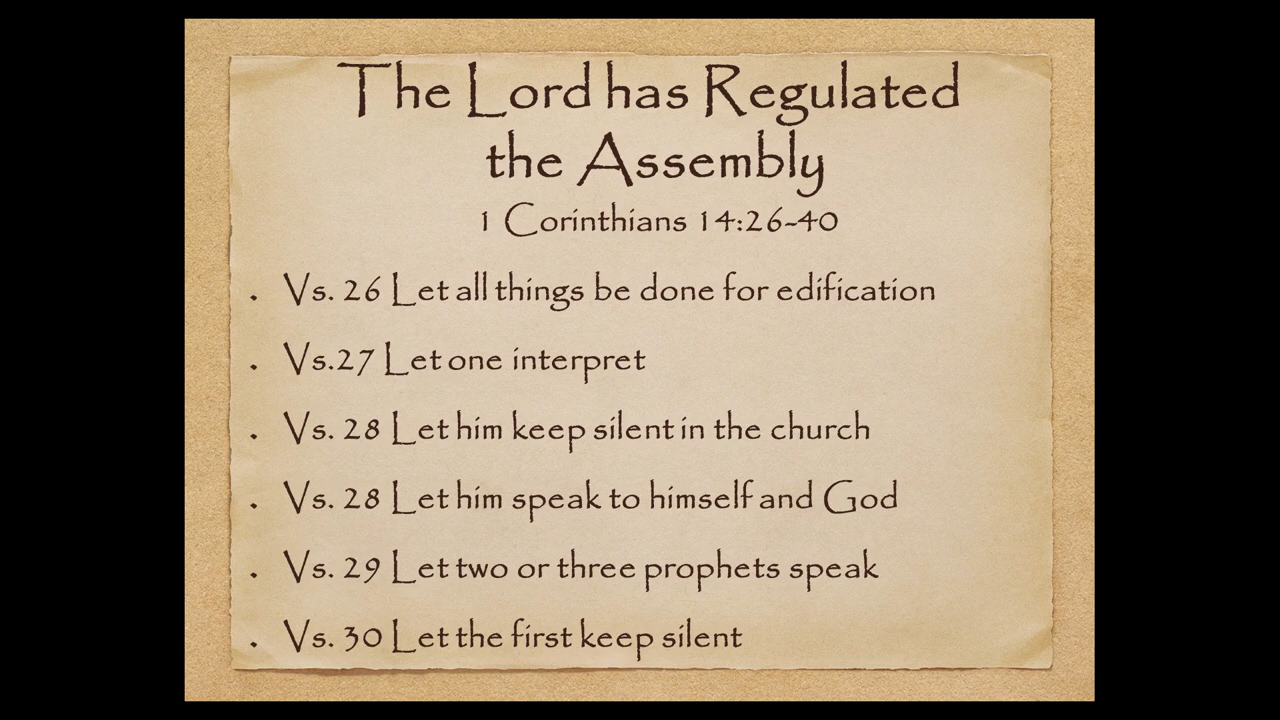 The Lord has Regulated
the Assembly
1 Corinthians 14:26-40
. Vs. 26 Let all things be done for edification
. Vs.27 Let one interpret
. Vs. 28 Let him keep silent in the church
. Vs. 28 Let him speak to himself and God
. Vs. 29 Let two or three prophets speak
. Vs. 30 Let the first keep silent